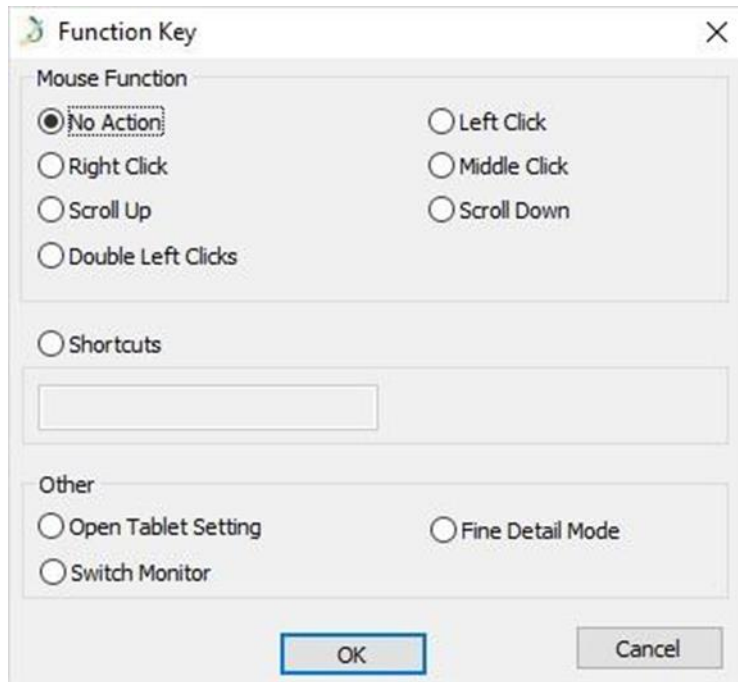 Function Key
Mouse Function
No Action
Left Click
Right Click
Middle Click
Scroll Up
Scroll Down
Double Left Clicks
Shortcuts
Other
Open Tablet Setting
Fine Detail Mode
Switch Monitor
OK
Cancel